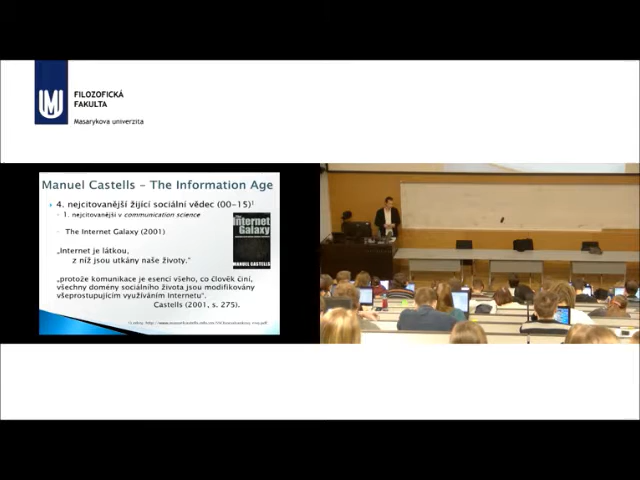 FILOZOFICKÁ
FAKULTA
Masarykova univerzita
Manuel Castells – The Information Age
4. nejcitovanější žijící sociální vědec (00-15)¹
1. nejcitovanější v communication science
The Internet Galaxy (2001)
The
Internet
Galaxy
MANUEL CASTELLS
„Internet je látkou,
z níž jsou utkány naše životy.“
„protože komunikace je esencí všeho, co člověk činí,
všechny domény sociálního života jsou modifikovány
všeprostupujícím využíváním Internetu“.
Castells (2001, s. 275).